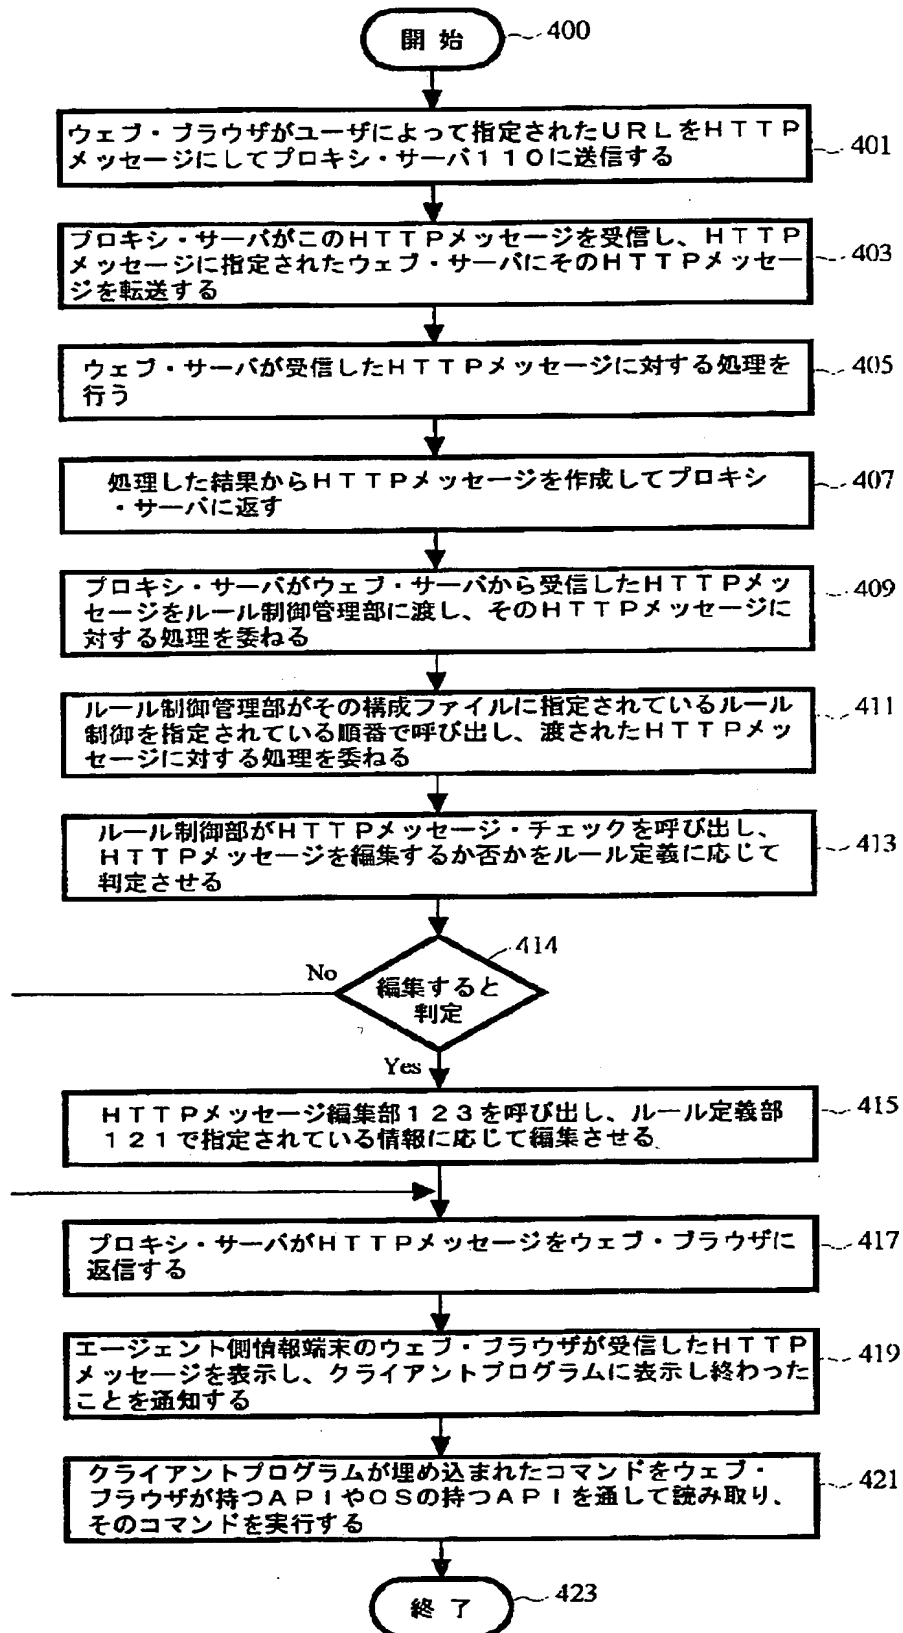 開 始
400
ウェブ・ブラウザがユーザによって指定されたＵＲＬをＨＴＴＰ
メッセージにしてプロキシ・サーバ１１０に送信する
401
プロキシ・サーバがこのＨＴＴＰメッセージを受信し、ＨＴＴＰ
メッセージに指定されたウェブ・サーバにそのＨＴＴＰメッセー
ジを転送する
403
ウェブ・サーバが受信したＨＴＴＰメッセージに対する処理を
行う
405
処理した結果からＨＴＴＰメッセージを作成してプロキシ
・サーバに返す
407
プロキシ・サーバがウェブ・サーバから受信したＨＴＴＰメッ
セージをルール制御管理部に渡し、そのＨＴＴＰメッセージに
対する処理を委ねる
409
ルール制御管理部がその構成ファイルに指定されているルール
制御を指定されている順番で呼び出し、渡されたＨＴＴＰメッ
セージに対する処理を委ねる
411
ルール制御部がＨＴＴＰメッセージ・チェックを呼び出し、
ＨＴＴＰメッセージを編集するか否かをルール定義に応じて
判定させる
413
414
No
編集すると
判定
Yes
ＨＴＴＰメッセージ編集部１２３を呼び出し、ルール定義部
１２１で指定されている情報に応じて編集させる
415
プロキシ・サーバがＨＴＴＰメッセージをウェブ・ブラウザに
返信する
417
エージェント側情報端末のウェブ・ブラウザが受信したＨＴＴＰ
メッセージを表示し、クライアントプログラムに表示し終わった
ことを通知する
419
クライアントプログラムが埋め込まれたコマンドをウェブ・
ブラウザが持つＡＰＩやＯＳの持つＡＰＩを通して読み取り、
そのコマンドを実行する
421
終 了
423